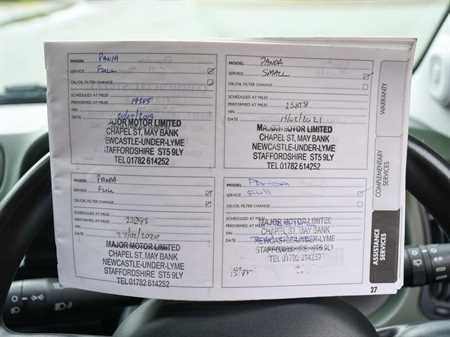 MODEL PANDA
SERVICE FULL
OIL/OIL FILTER CHANGE
SCHEDULED AT MILES
PERFORMED AT MILES
VIN
DATE
MAJOR MOTOR LIMITED
CHAPEL ST, MAY BANK
NEWCASTLE-UNDER-LYME
STAFFORDSHIRE ST5 9LY
TEL 01782 614252
MODEL PANDA
SERVICE SMALL
OIL/OIL FILTER CHANGE
SCHEDULED AT MILES
PERFORMED AT MILES
VIN
DATE
MAJOR MOTOR LIMITED
CHAPEL ST, MAY BANK
NEWCASTLE-UNDER-LYME
STAFFORDSHIRE ST5 9LY
TEL 01782 614252
MODEL PANDA
SERVICE FULL
OIL/OIL FILTER CHANGE
SCHEDULED AT MILES
PERFORMED AT MILES
VIN
DATE
MAJOR MOTOR LIMITED
CHAPEL ST, MAY BANK
NEWCASTLE-UNDER-LYME
STAFFORDSHIRE ST5 9LY
TEL 01782 614252
MODEL
SERVICE FULL
OIL/OIL FILTER CHANGE
SCHEDULED AT MILES
PERFORMED AT MILES
VIN
DATE
MAJOR MOTOR LIMITED
CHAPEL ST, MAY BANK
NEWCASTLE-UNDER-LYME
STAFFORDSHIRE ST5 9LY
TEL 01782 614252
WARRANTY
COMPLEMENTARY
SERVICES
ASSISTANCE
SERVICES
27